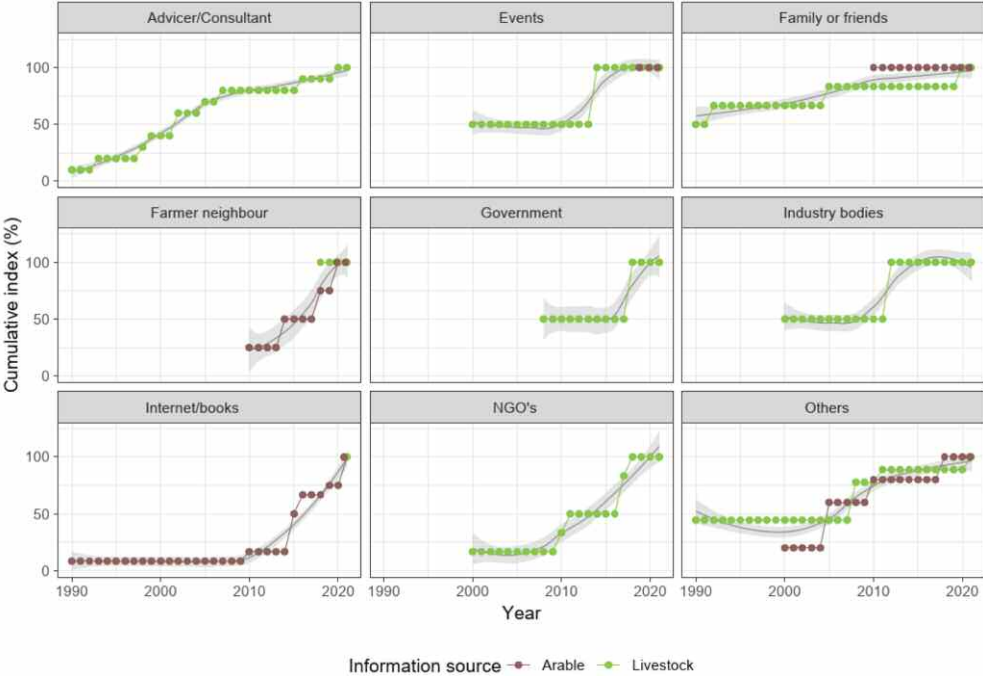 Advicer/Consultant
Events
Family or friends
100
50
0
Farmer neighbour
Government
Industry bodies
100
50
0
Cumulative index (%)
Internet/books
NGO's
Others
100
50
0
1990 2000 2010 2020 1990 2000 2010 2020 1990 2000 2010 2020
Year
Information source Arable Livestock